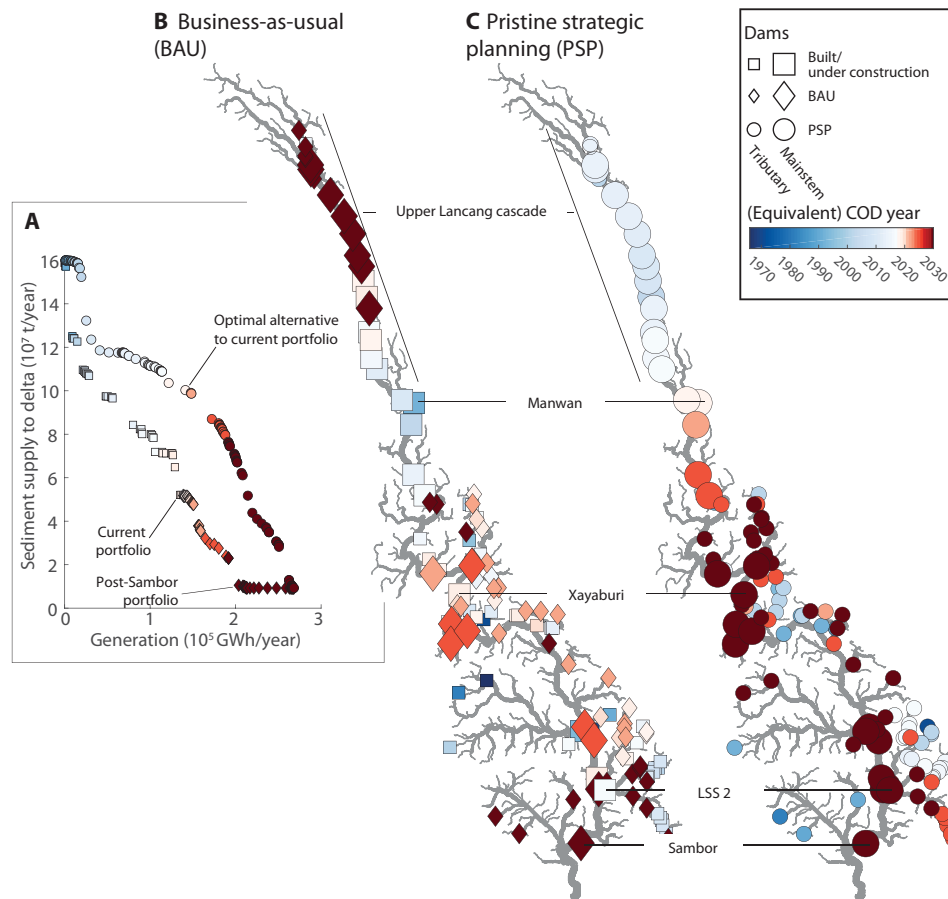 B Business-as-usual
(BAU)
C Pristine strategic
planning (PSP)
Dams
Built/
under construction
BAU
PSP
Tributary
Mainstem
(Equivalent) COD year
1970
1980
1990
2000
2010
2020
2030
Upper Lancang cascade
A
16
14
12
10
8
6
4
2
0
Sediment supply to delta (10⁷ t/year)
Optimal alternative
to current portfolio
Current
portfolio
Post-Sambor
portfolio
0
1
2
3
Generation (10⁵ GWh/year)
Manwan
Xayaburi
LSS 2
Sambor